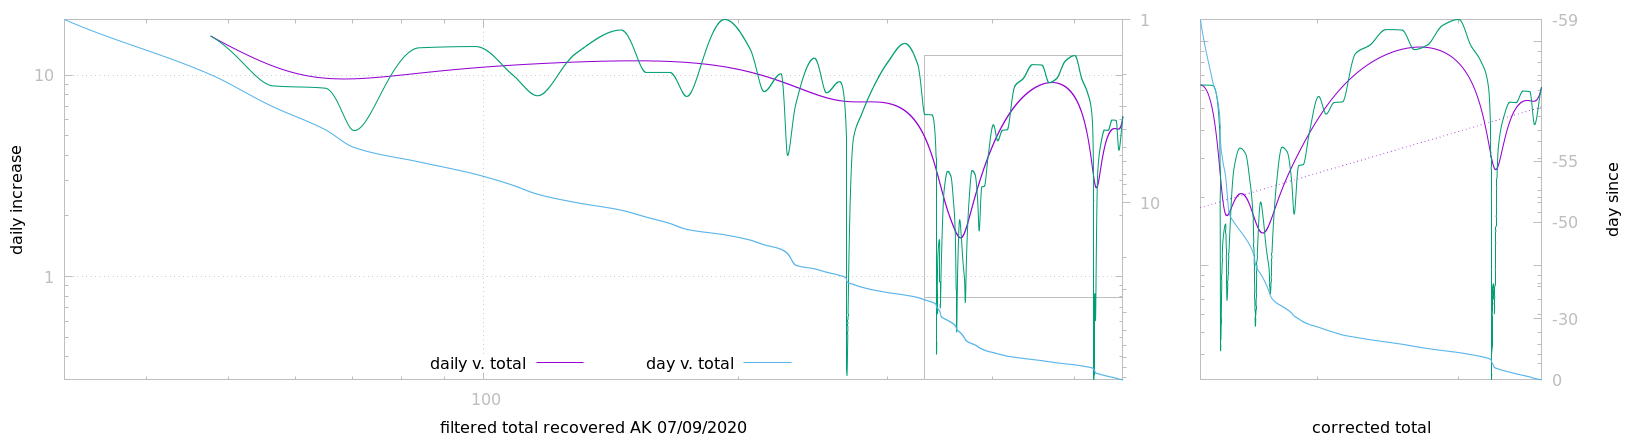 daily increase
10
1
daily v. total
day v. total
100
filtered total recovered AK 07/09/2020
1
10
-59
-55
-50
-30
0
day since
corrected total